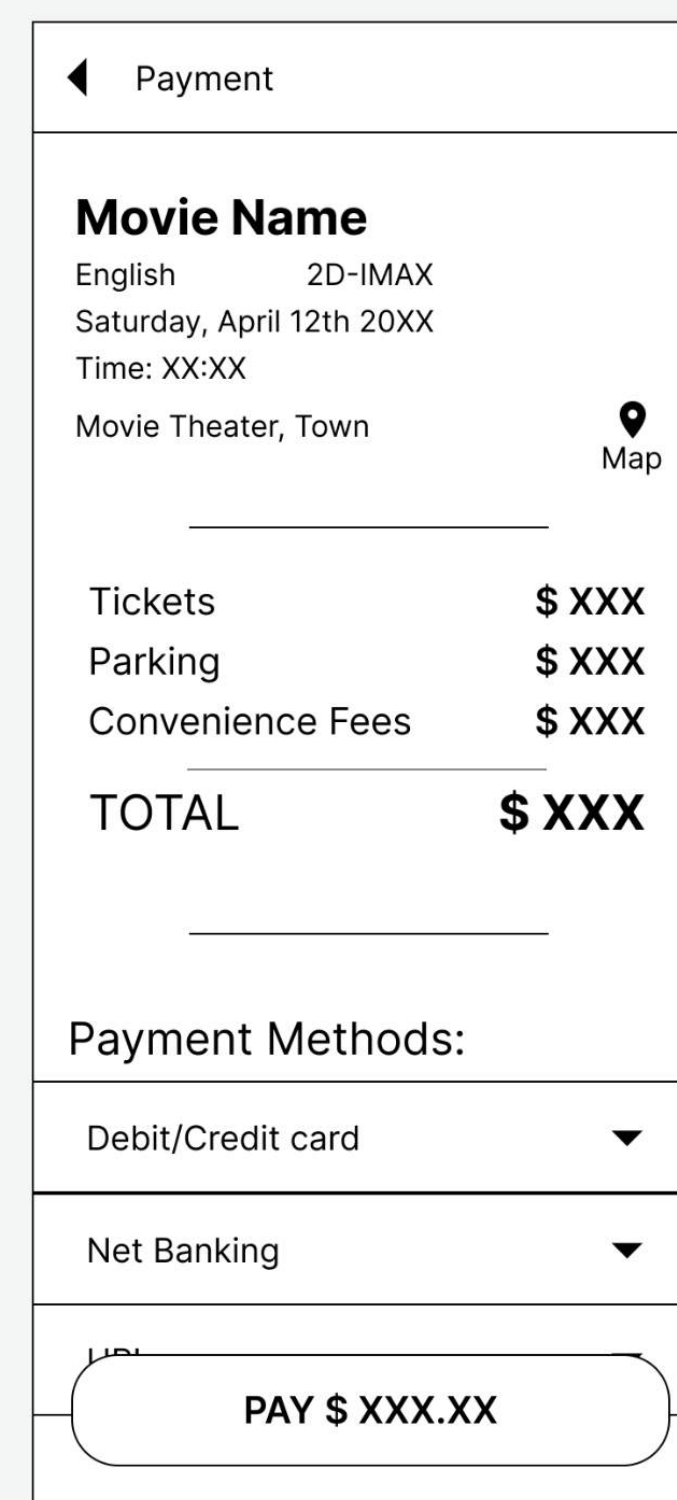 Payment
Movie Name
English 2D-IMAX
Saturday, April 12th 20XX
Time: XX:XX
Movie Theater, Town
Map
Tickets $ XXX
Parking $ XXX
Convenience Fees $ XXX
TOTAL $ XXX
Payment Methods:
Debit/Credit card
Net Banking
PAY $ XXX.XX